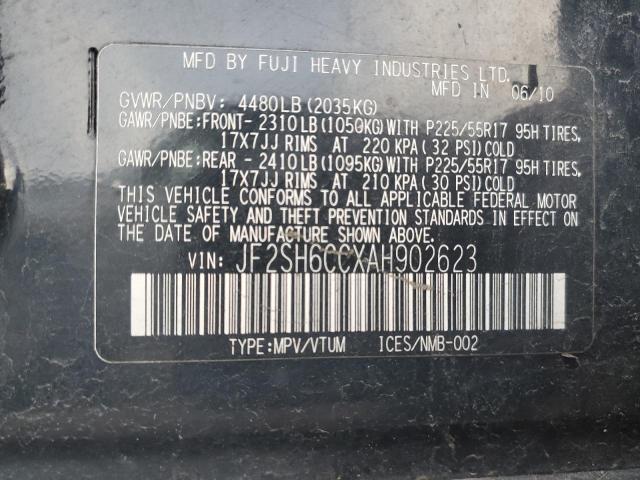 MFD BY FUJI HEAVY INDUSTRIES LTD.
MFD IN 06/10
GVWR/PNBV: 4480LB(2035KG)
GAWR/PNBE:FRONT- 2310LB(1050KG)WITH P225/55R17 95H TIRES,
17X7JJ RIMS AT 220 KPA(32 PSI)COLD
GAWR/PNBE:REAR - 2410LB(1095KG)WITH P225/55R17 95H TIRES,
17X7JJ RIMS AT 210 KPA(30 PSI)COLD
THIS VEHICLE CONFORMS TO ALL APPLICABLE FEDERAL MOTOR
VEHICLE SAFETY AND THEFT PREVENTION STANDARDS IN EFFECT ON
THE DATE OF MANUFACTURE SHOWN ABOVE.
VIN: JF2SH6CCXAH902623
TYPE:MPV/VTUM ICES/NMB-002